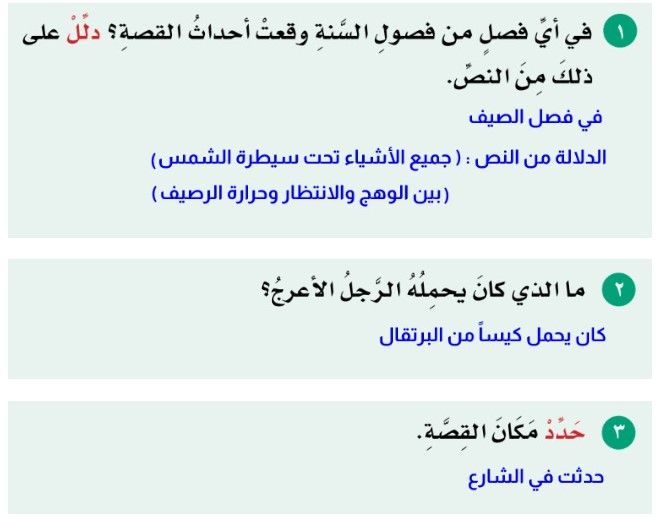 ١ في أيِّ فصلٍ من فصولِ السَّنةِ وقعتْ أحداثُ القصةِ؟ دلِّلْ على
ذلكَ مِنَ النصِّ.
في فصل الصيف
الدلالة من النص : ( جميع الأشياء تحت سيطرة الشمس )
( بين الوهج والانتظار وحرارة الرصيف )
٢ ما الذي كانَ يحمِلُهُ الرَّجلُ الأعرجُ؟
كان يحمل كيساً من البرتقال
٣ حَدِّدْ مَكَانَ القِصَّةِ.
حدثت في الشارع